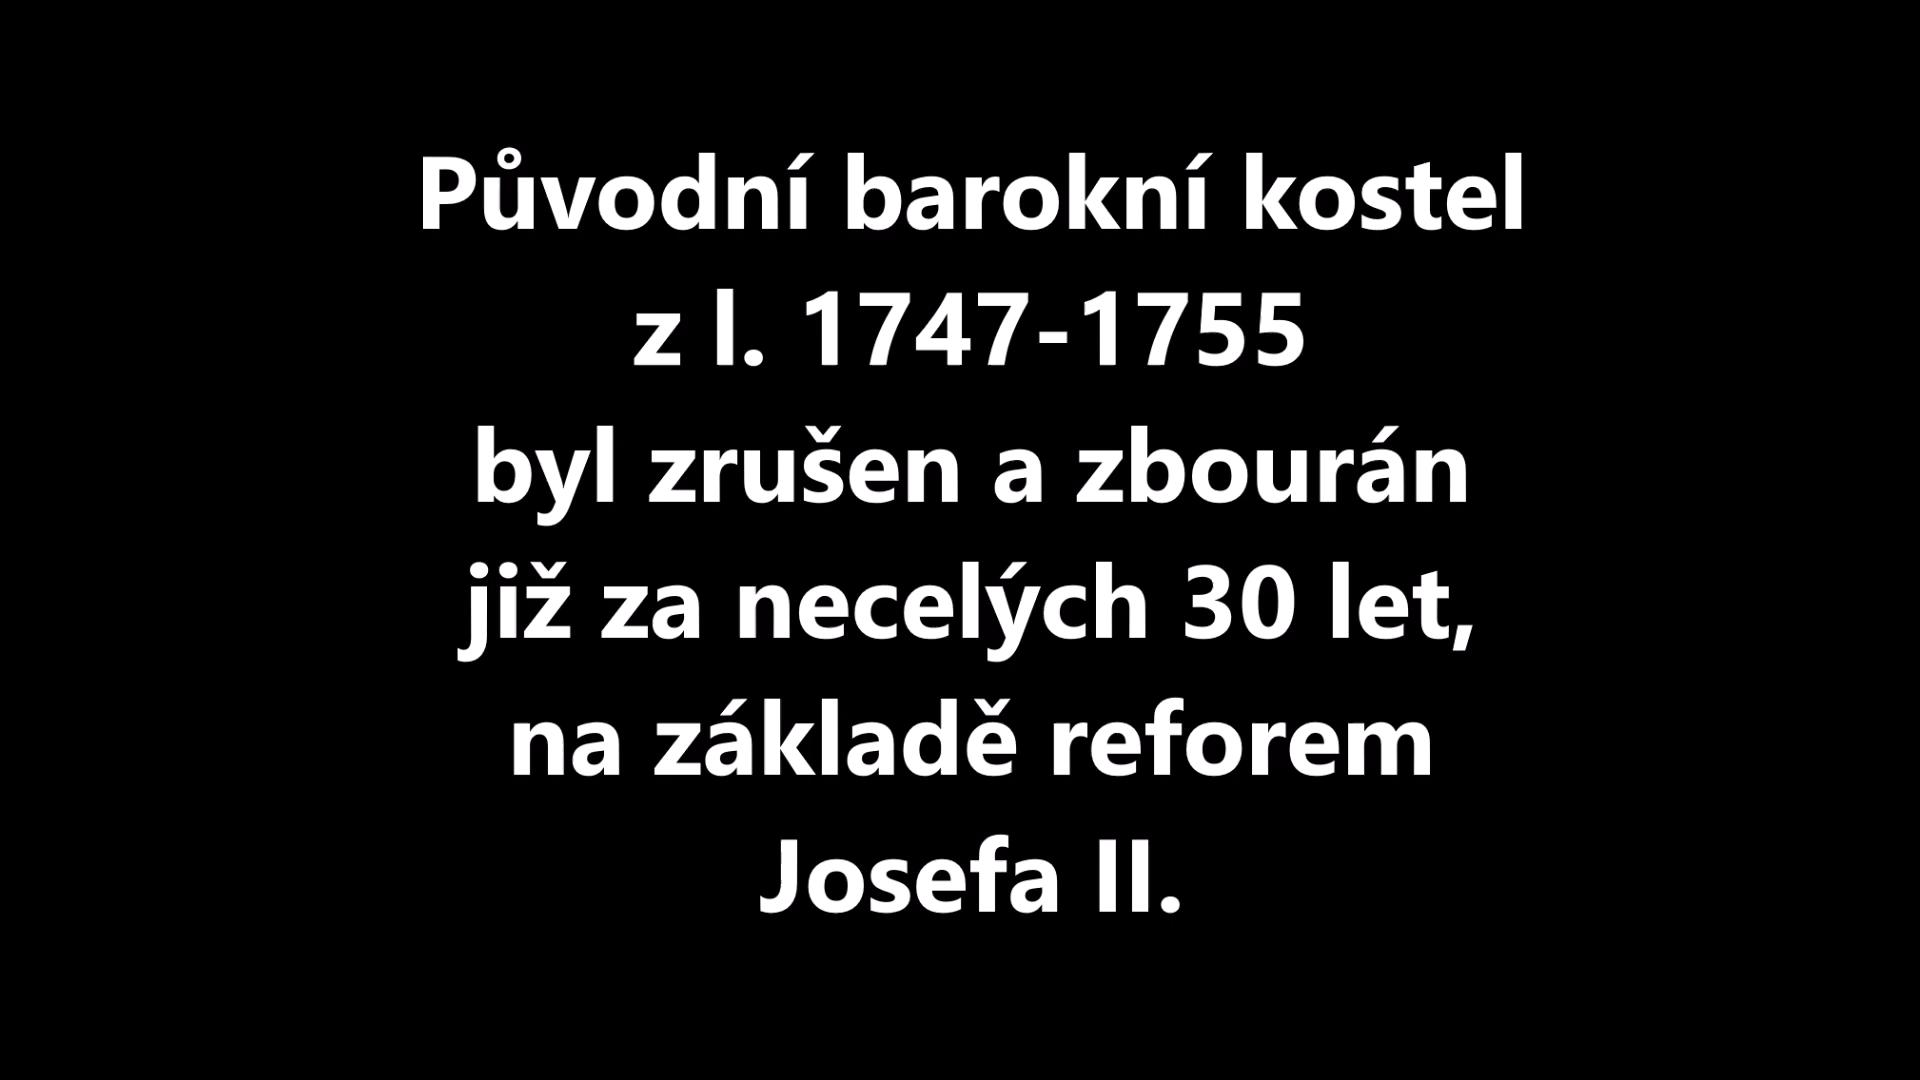 Původní barokní kostel
z l. 1747-1755
byl zrušen a zbourán
již za necelých 30 let,
na základě reforem
Josefa II.